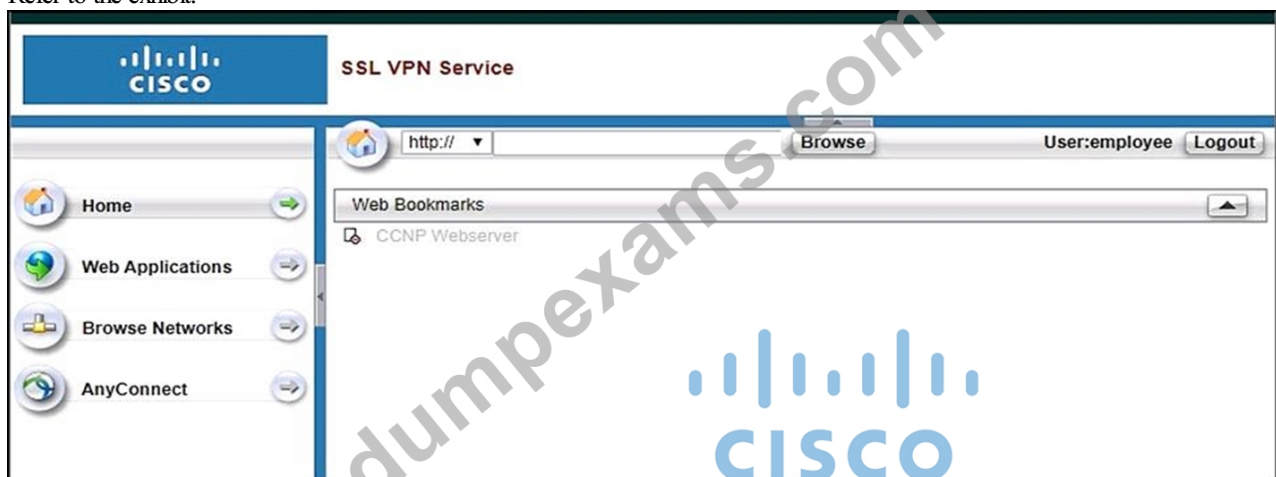 Refer to the exhibit.
CISCO
SSL VPN Service
http://
Browse
User:employee
Logout
Home
Web Applications
Browse Networks
AnyConnect
Web Bookmarks
CCNP Webserver
CISCO
dumpexams.com